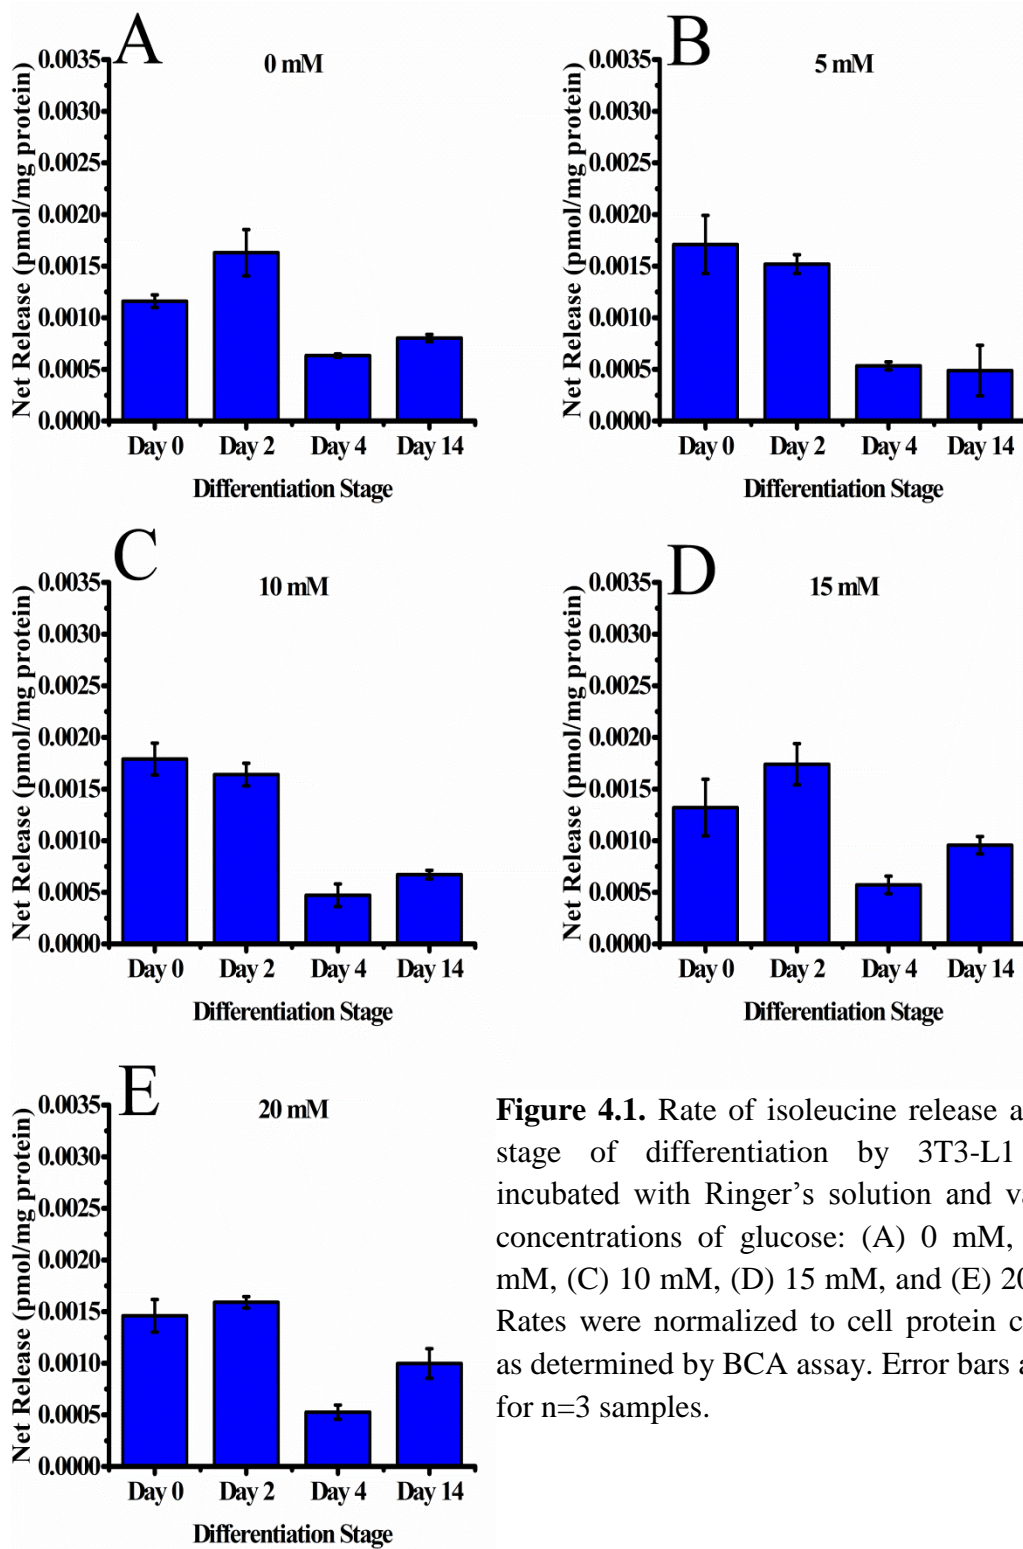 A
0 mM
Net Release (pmol/mg protein)
0.0035
0.0030
0.0025
0.0020
0.0015
0.0010
0.0005
0.0000
Day 0 Day 2 Day 4 Day 14
Differentiation Stage
B
5 mM
Net Release (pmol/mg protein)
0.0035
0.0030
0.0025
0.0020
0.0015
0.0010
0.0005
0.0000
Day 0 Day 2 Day 4 Day 14
Differentiation Stage
C
10 mM
Net Release (pmol/mg protein)
0.0035
0.0030
0.0025
0.0020
0.0015
0.0010
0.0005
0.0000
Day 0 Day 2 Day 4 Day 14
Differentiation Stage
D
15 mM
Net Release (pmol/mg protein)
0.0035
0.0030
0.0025
0.0020
0.0015
0.0010
0.0005
0.0000
Day 0 Day 2 Day 4 Day 14
Differentiation Stage
E
20 mM
Net Release (pmol/mg protein)
0.0035
0.0030
0.0025
0.0020
0.0015
0.0010
0.0005
0.0000
Day 0 Day 2 Day 4 Day 14
Differentiation Stage
Figure 4.1. Rate of isoleucine release
stage of differentiation by 3T3-L1
incubated with Ringer’s solution and
concentrations of glucose: (A) 0 mM,
mM, (C) 10 mM, (D) 15 mM, and (E)
Rates were normalized to cell protein
as determined by BCA assay. Error bars
for n=3 samples.